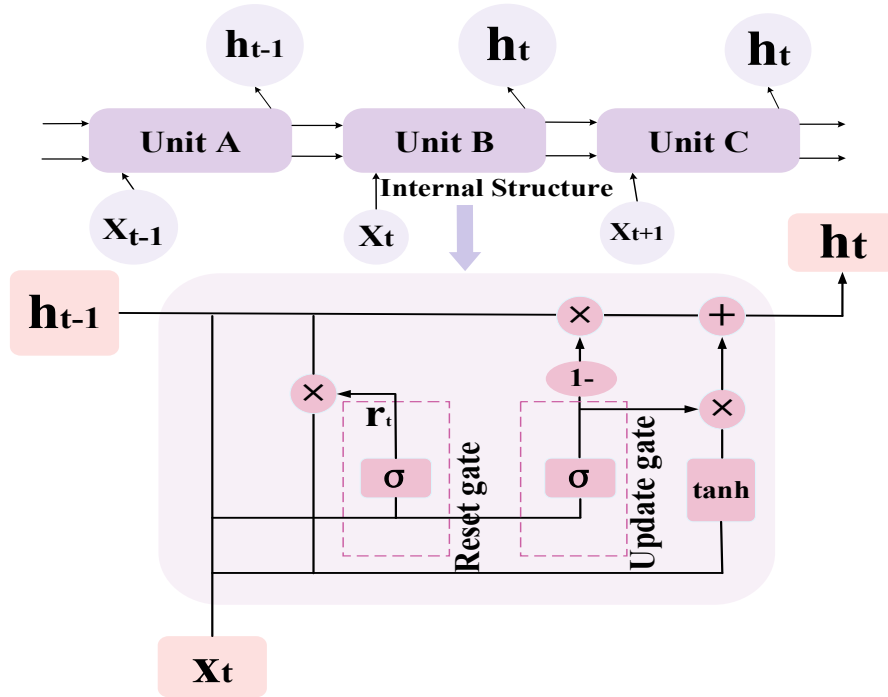 ht-1
ht
ht
Unit A
Unit B
Unit C
Internal Structure
Xt-1
Xt
Xt+1
ht
ht-1
×
+
1-
×
×
rt
σ
σ
tanh
Reset gate
Update gate
Xt